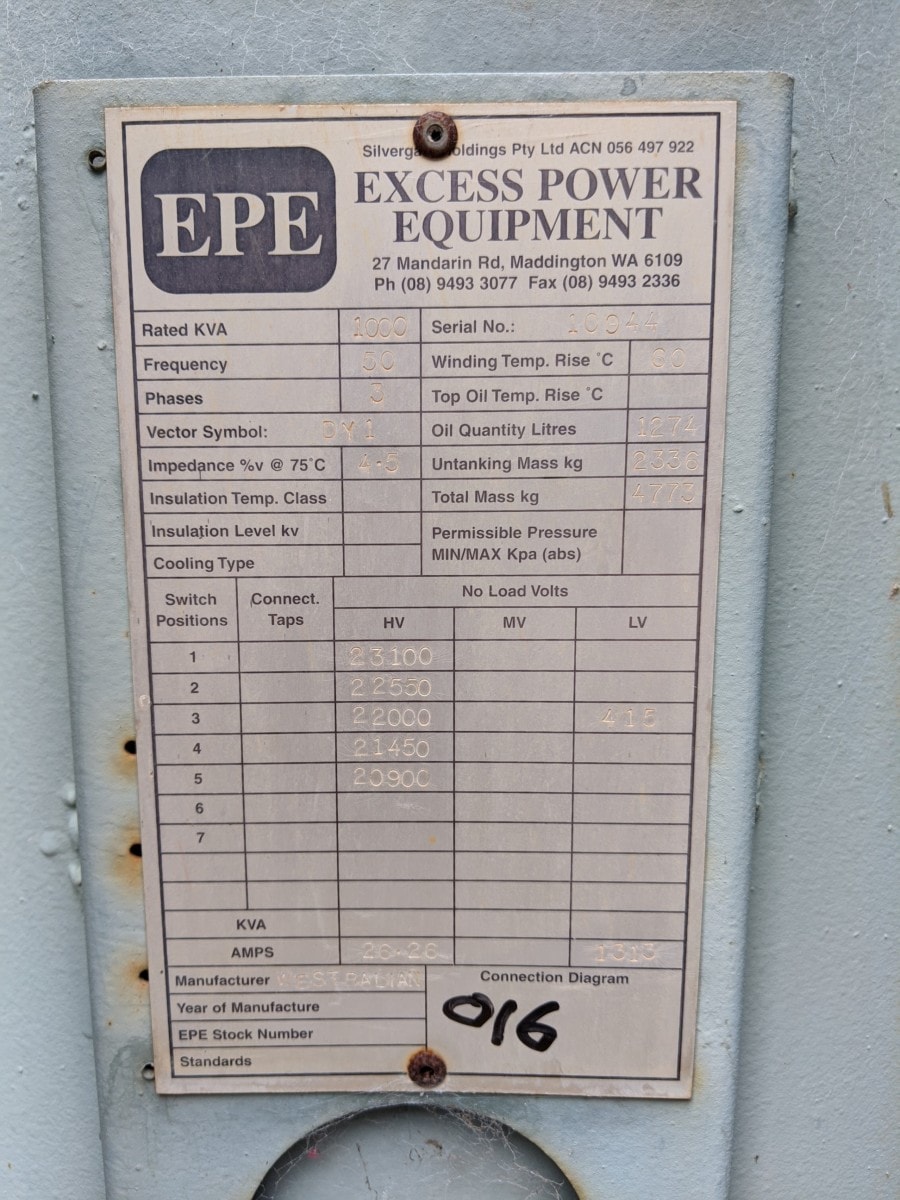 EPE
Silverg oldings Pty Ltd ACN 056 497 922
EXCESS POWER
EQUIPMENT
27 Mandarin Rd, Maddington WA 6109
Ph (08) 9493 3077 Fax (08) 9493 2336
Rated KVA 1000 Serial No.: 10944
Frequency 50 Winding Temp. Rise °C
Phases 3 Top Oil Temp. Rise °C
Vector Symbol: DY1 Oil Quantity Litres 1274
Impedance %v @ 75°C 4-5 Untanking Mass kg 2336
Insulation Temp. Class Total Mass kg 4773
Insulation Level kv Permissible Pressure
MIN/MAX Kpa (abs)
Cooling Type
Switch Positions Connect. Taps No Load Volts
HV MV LV
1 23100
2 22550
3 22000 415
4 21450
5 20900
6
7
KVA
AMPS 26-26 1313
Manufacturer WESTRALIAN Connection Diagram
Year of Manufacture 016
EPE Stock Number
Standards